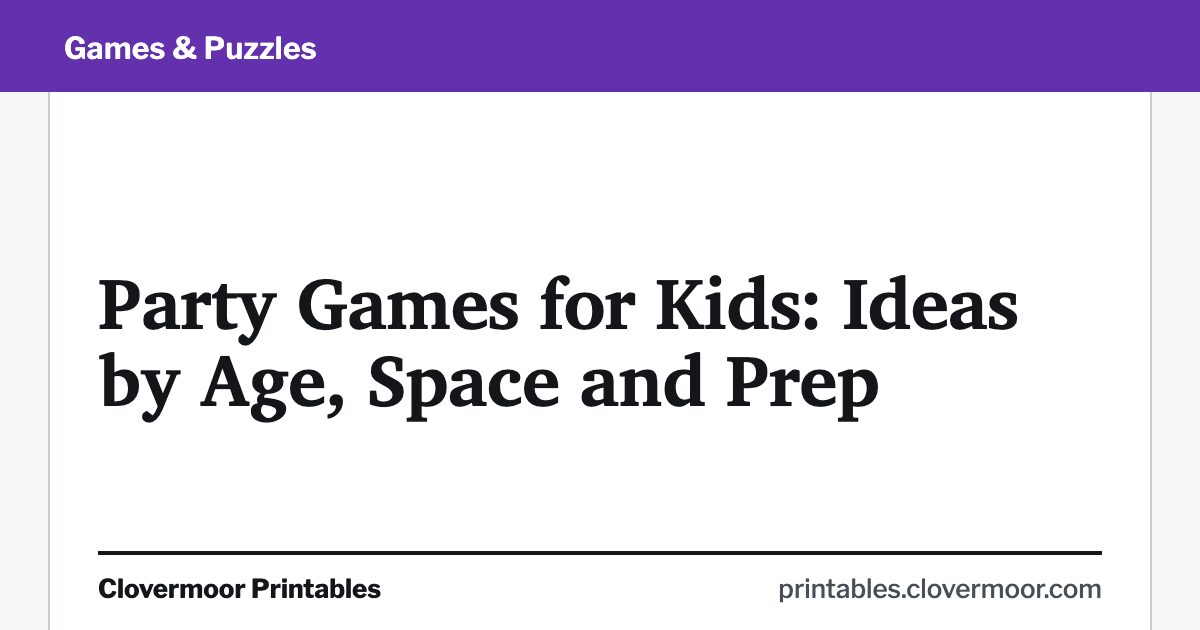 Games & Puzzles
Party Games for Kids: Ideas
by Age, Space and Prep
Clovermoor Printables
printables.clovermoor.com